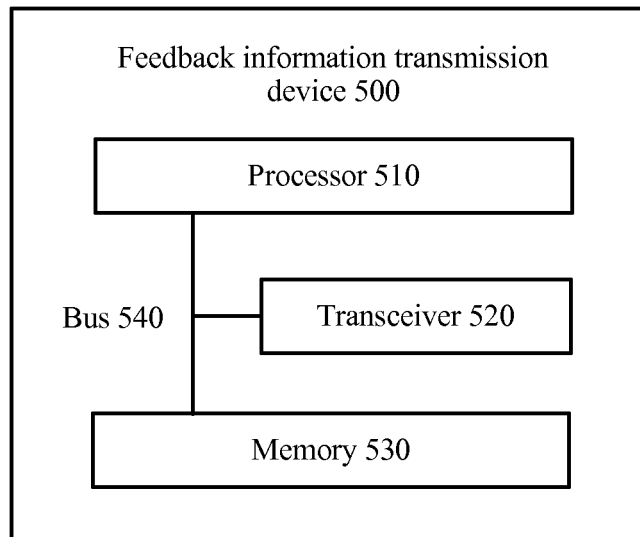 Feedback information transmission
device 500
Processor 510
Bus 540
Transceiver 520
Memory 530